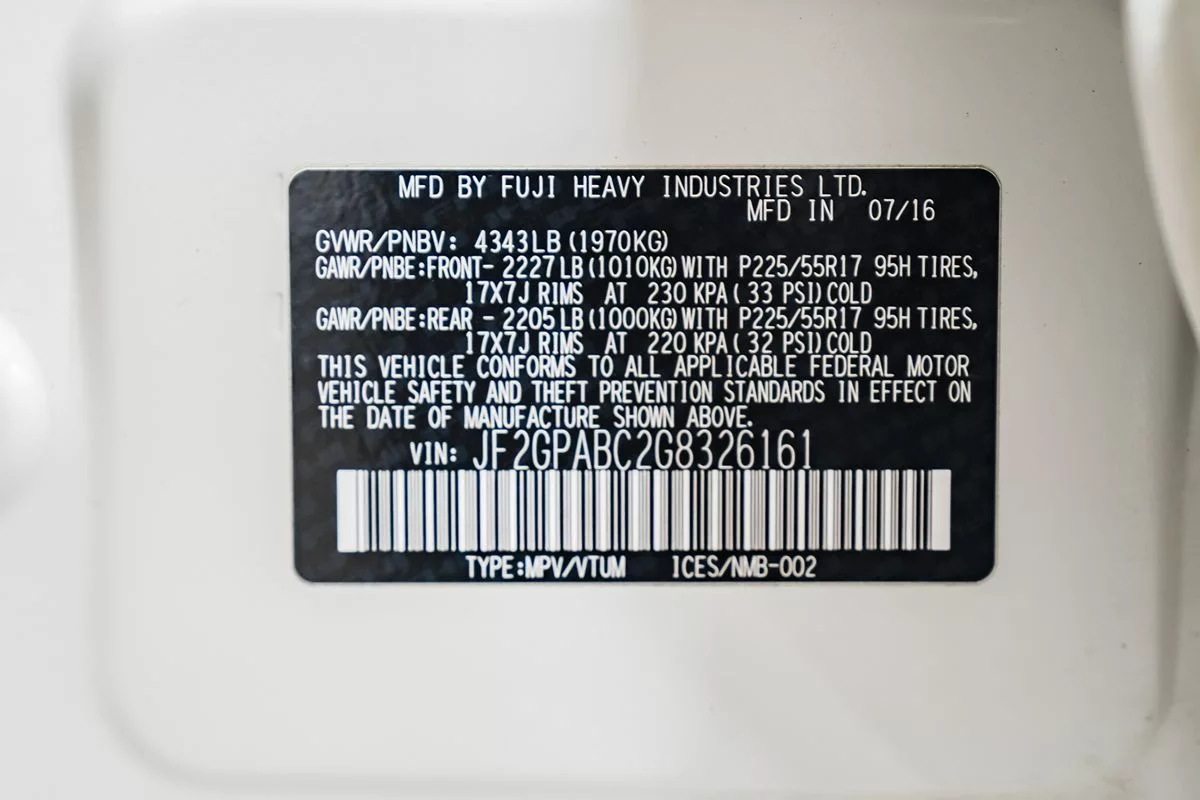 MFD BY FUJI HEAVY INDUSTRIES LTD.
MFD IN 07/16
GVWR/PNBV: 4343LB (1970KG)
GAWR/PNBE:FRONT- 2227LB(1010KG)WITH P225/55R17 95H TIRES,
17X7J RIMS AT 230 KPA( 33 PSI)COLD
GAWR/PNBE:REAR - 2205LB(1000KG)WITH P225/55R17 95H TIRES,
17X7J RIMS AT 220 KPA( 32 PSI)COLD
THIS VEHICLE CONFORMS TO ALL APPLICABLE FEDERAL MOTOR
VEHICLE SAFETY AND THEFT PREVENTION STANDARDS IN EFFECT ON
THE DATE OF MANUFACTURE SHOWN ABOVE.
VIN: JF2GPABC2G8326161
TYPE:MPV/VTUM ICES/NMB-002